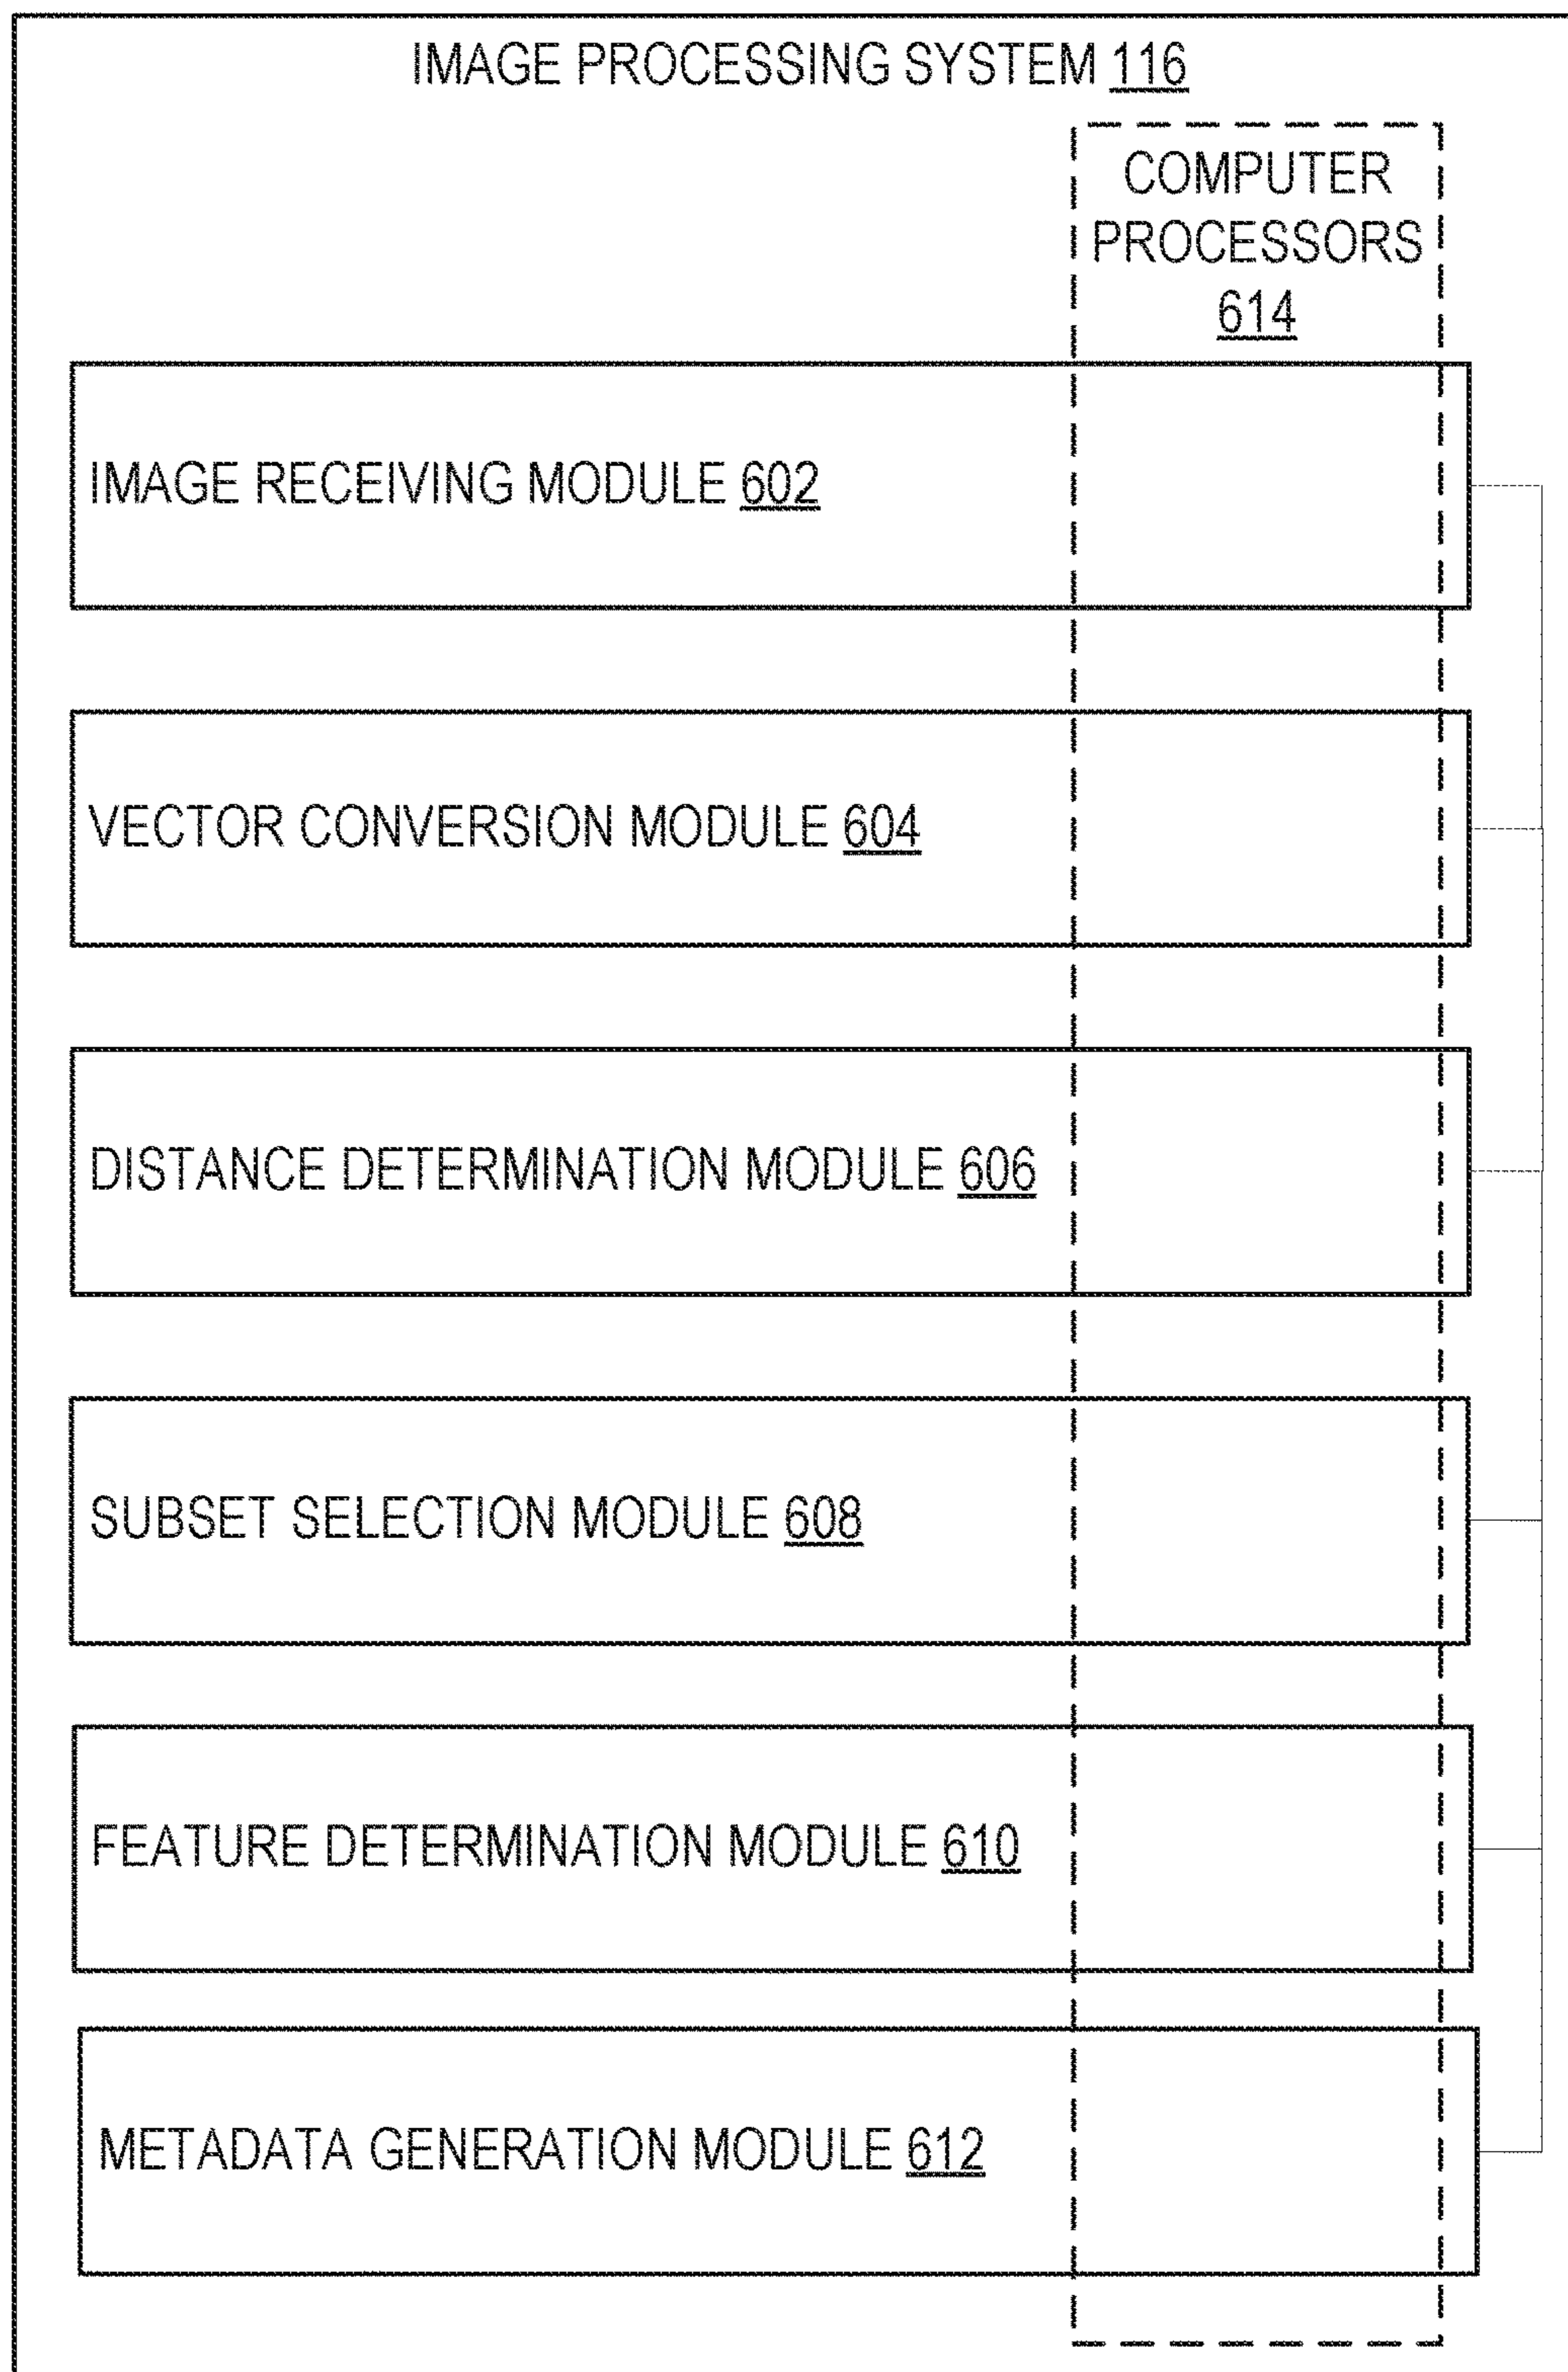 IMAGE PROCESSING SYSTEM 116
COMPUTER
PROCESSORS
614
IMAGE RECEIVING MODULE 602
VECTOR CONVERSION MODULE 604
DISTANCE DETERMINATION MODULE 606
SUBSET SELECTION MODULE 608
FEATURE DETERMINATION MODULE 610
METADATA GENERATION MODULE 612